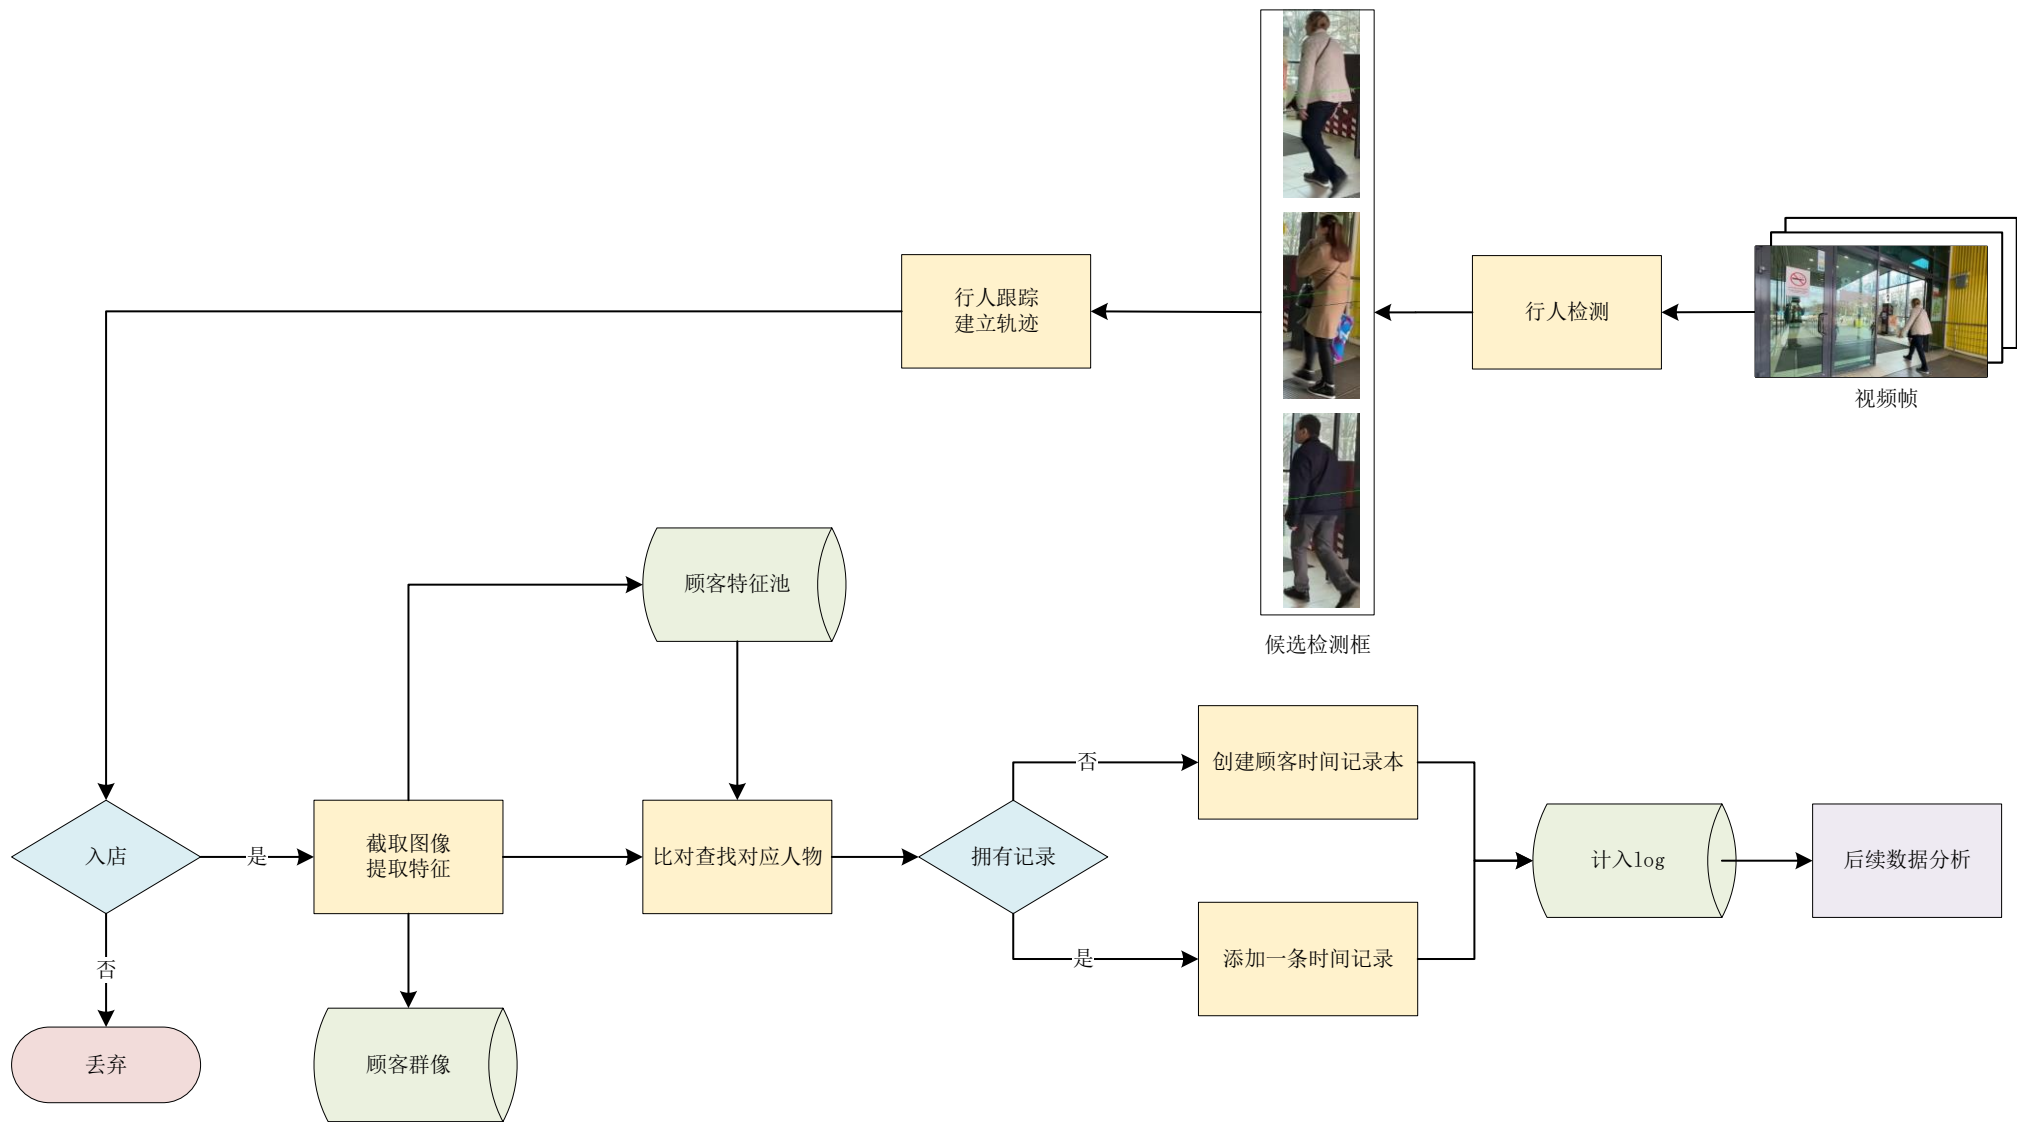 行人跟踪
建立轨迹
行人检测
视频帧
顾客特征池
候选检测框
否
创建顾客时间记录本
入店
是
截取图像
提取特征
比对查找对应人物
拥有记录
计入log
后续数据分析
否
是
添加一条时间记录
丢弃
顾客群像